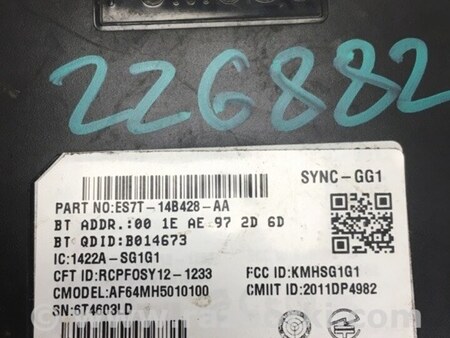 226882
SYNC-GG1
PART NO:ES7T-14B428-AA
BT ADDR.:00 1E AE 97 2D 6D
BT QDID:B014673
IC:1422A-SG1G1
CFT ID:RCPFOSY12-1233 FCC ID:KMHSG1G1
CMODEL:AF64MH5010100 CMIIT ID:2011DP4982
SN:6T4603LD